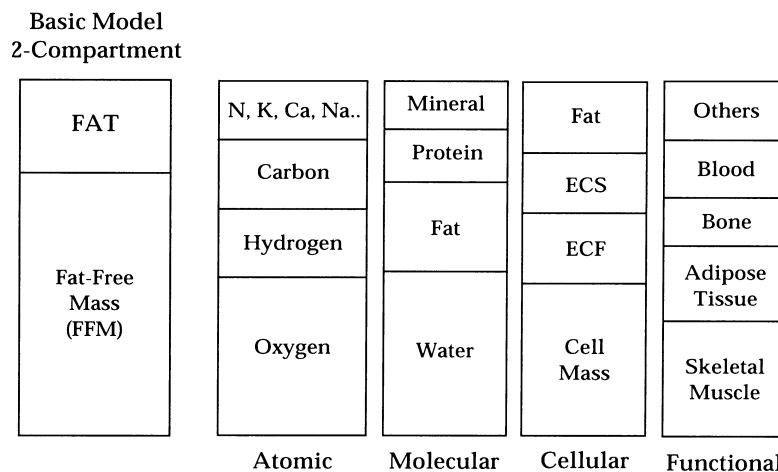 Basic Model
2-Compartment
FAT
Fat-Free
Mass
(FFM)
N, K, Ca, Na..
Carbon
Hydrogen
Oxygen
Atomic
Mineral
Protein
Fat
Water
Molecular
Fat
ECS
ECF
Cell
Mass
Cellular
Others
Blood
Bone
Adipose
Tissue
Skeletal
Muscle
Functional